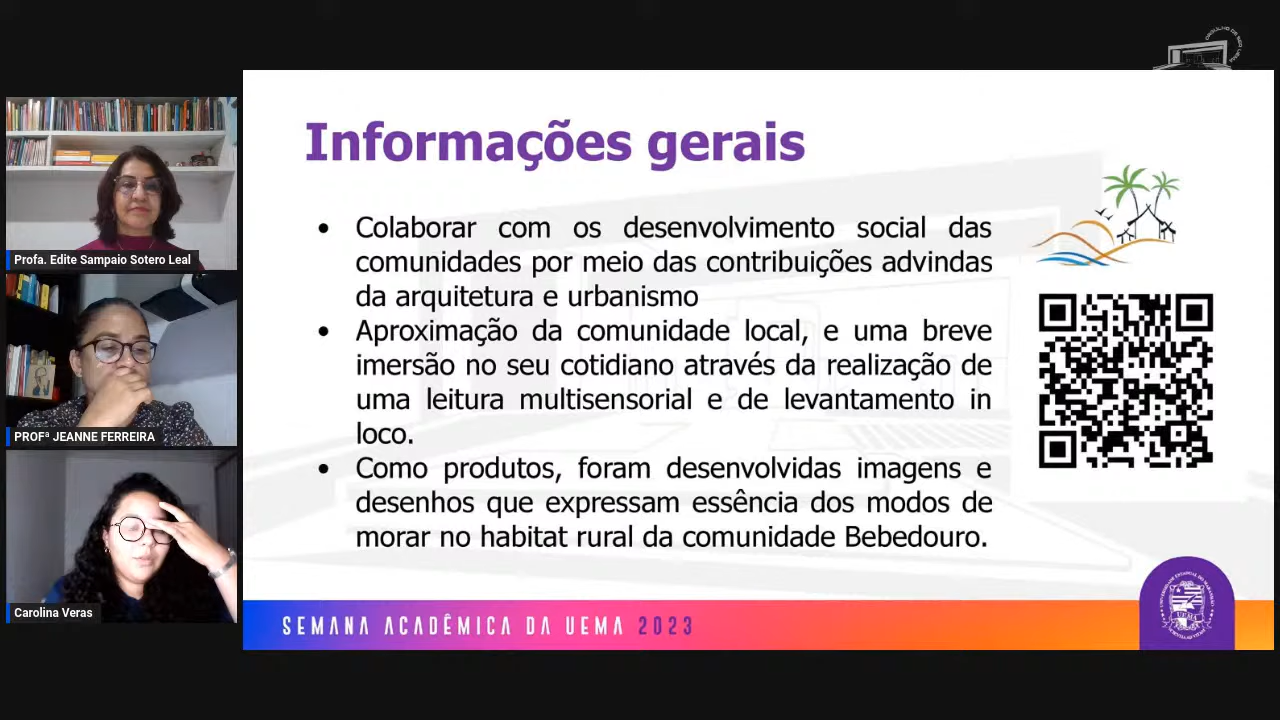 Informações gerais
• Colaborar com os desenvolvimento social das
comunidades por meio das contribuições advindas
da arquitetura e urbanismo
• Aproximação da comunidade local, e uma breve
imersão no seu cotidiano através da realização de
uma leitura multisensorial e de levantamento in
loco.
• Como produtos, foram desenvolvidas imagens e
desenhos que expressam essência dos modos de
morar no habitat rural da comunidade Bebedouro.
Profa. Edite Sampaio Sotero Leal
PROFª JEANNE FERREIRA
Carolina Veras
SEMANA ACADÊMICA DA UEMA 2023
UEMA